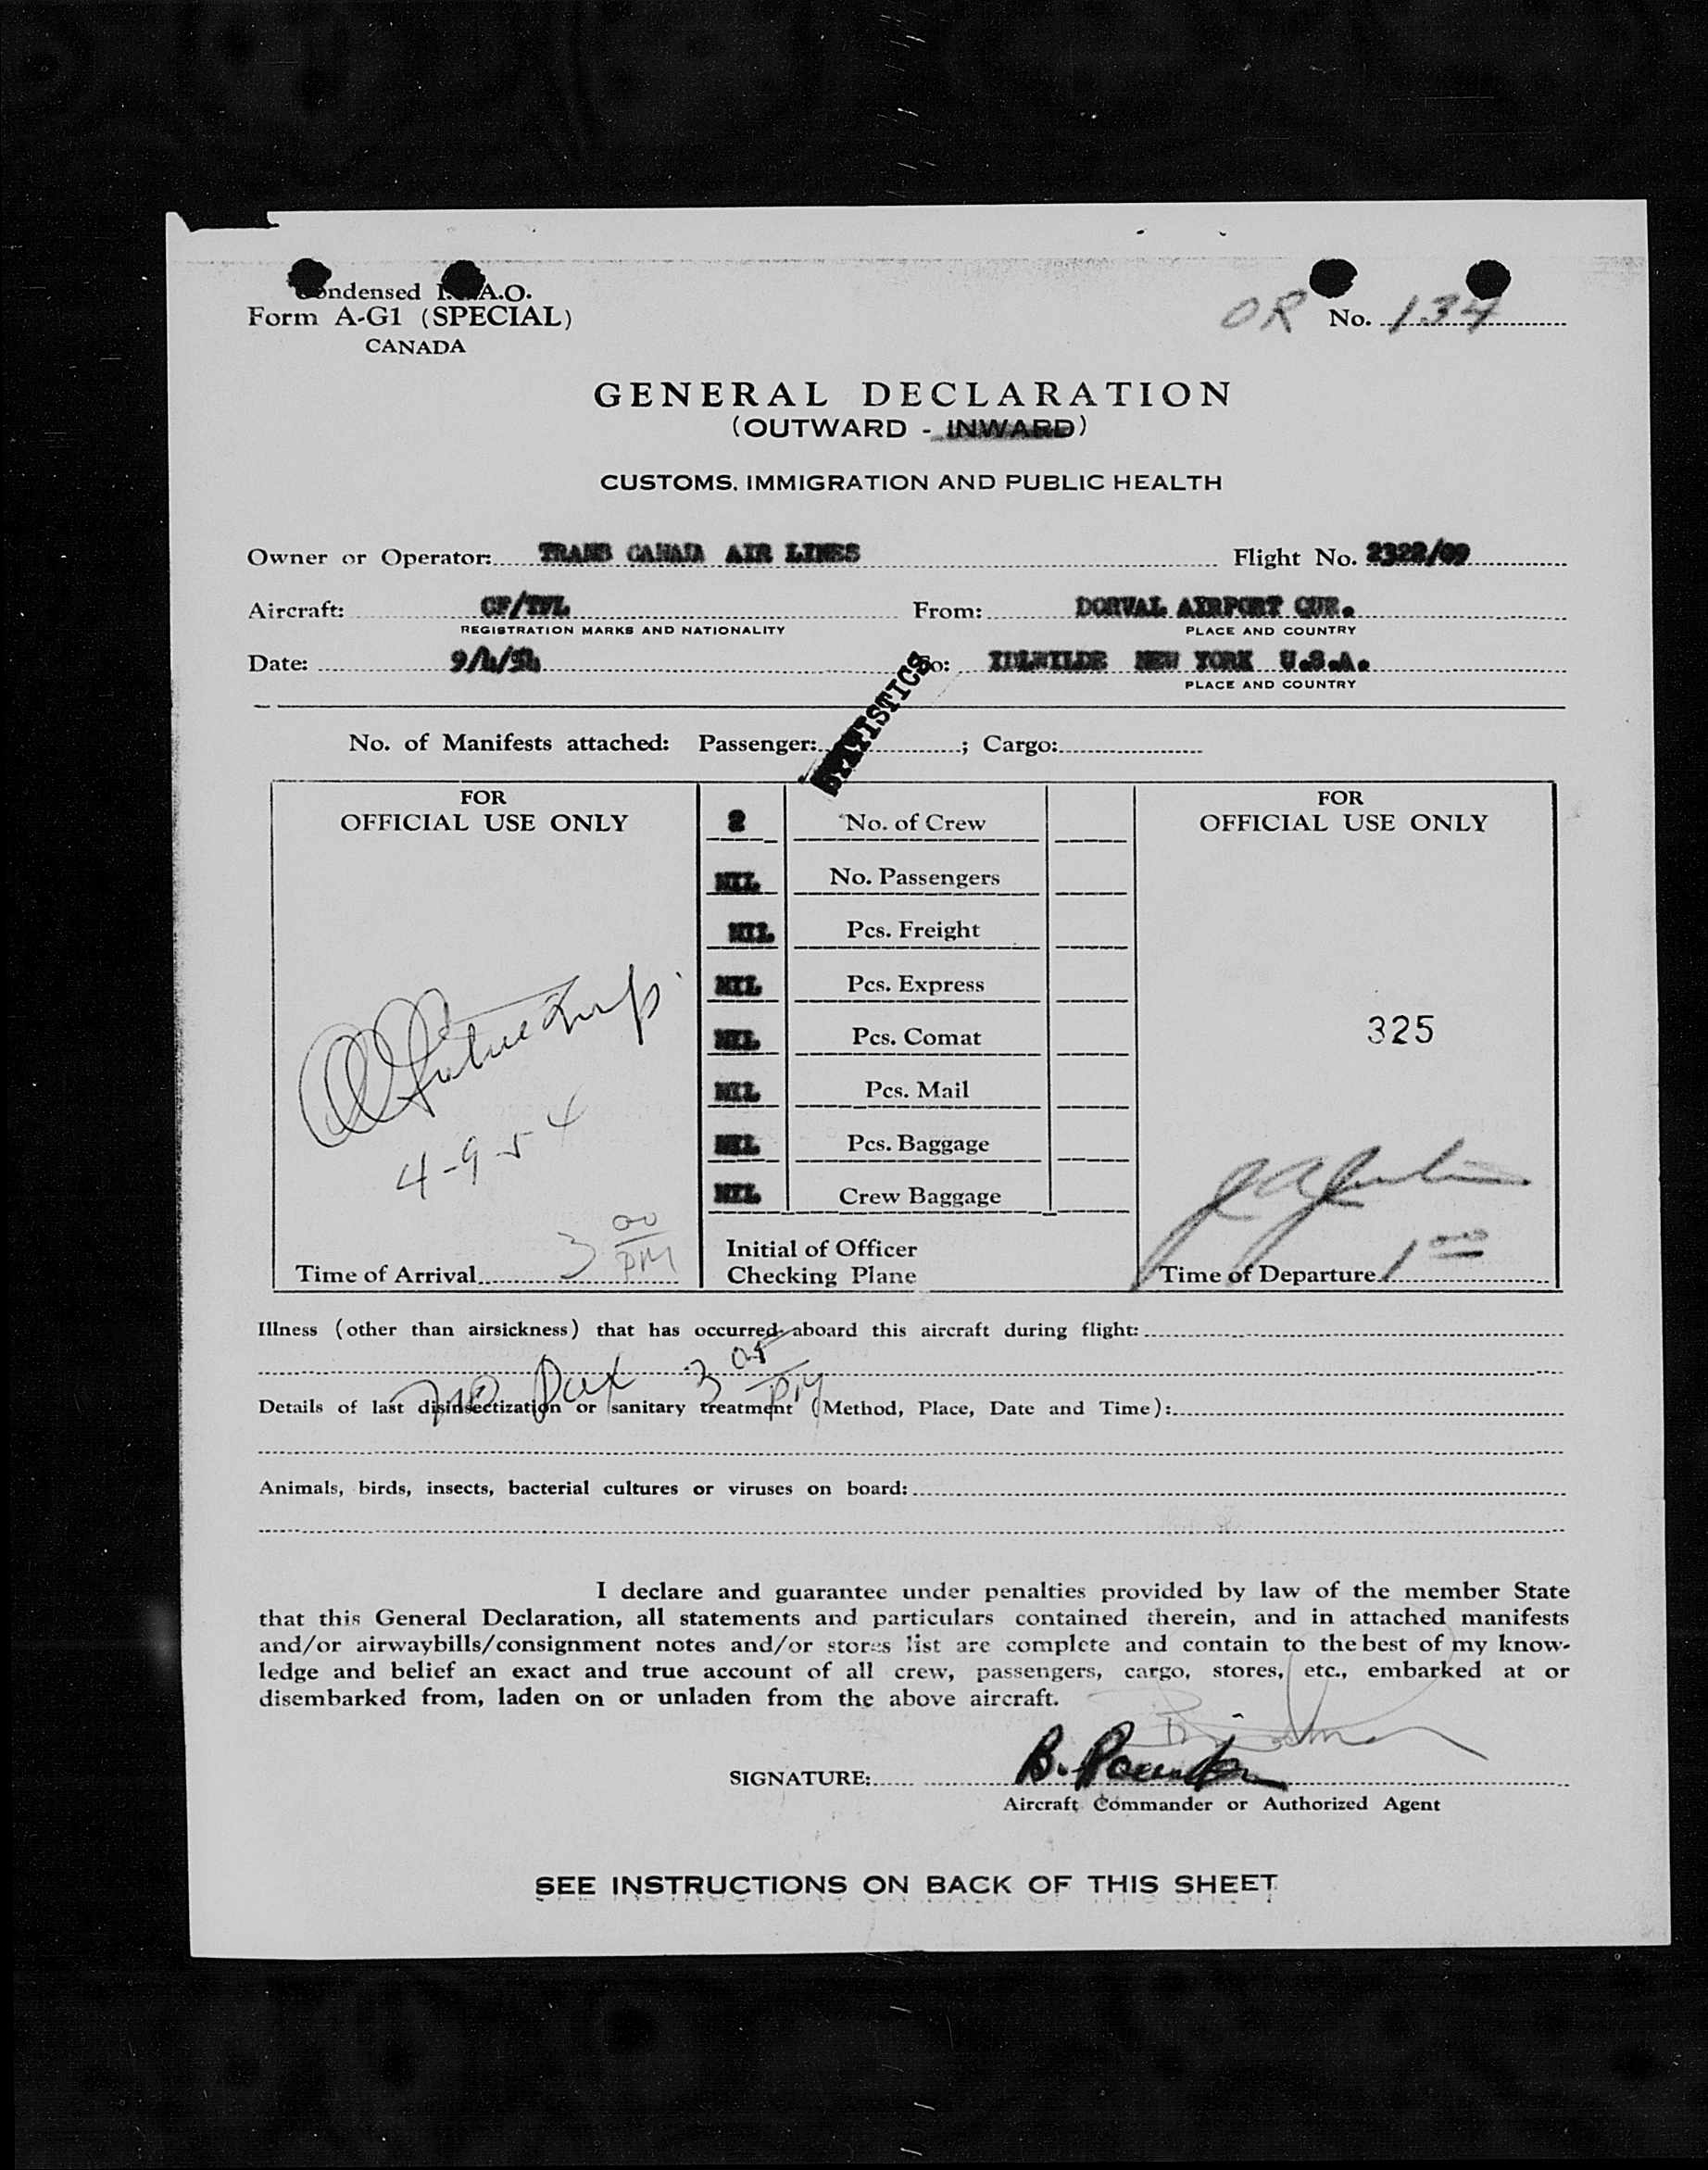 Condensed I.C.A.O.
Form A-G1 (SPECIAL)
CANADA
OR No. 134
GENERAL DECLARATION
(OUTWARD - INWARD)
CUSTOMS, IMMIGRATION AND PUBLIC HEALTH
Owner or Operator: TRANS CANADA AIR LINES Flight No. 2322/09
Aircraft: CF/TFL From: DORVAL AIRPORT QUE.
REGISTRATION MARKS AND NATIONALITY PLACE AND COUNTRY
Date: 9/4/54 To: IDLWILDE NEW YORK U.S.A.
PLACE AND COUNTRY
STATISTICS
No. of Manifests attached: Passenger: ; Cargo:
FOR OFFICIAL USE ONLY
2 No. of Crew
NIL No. Passengers
NIL Pcs. Freight
NIL Pcs. Express
NIL Pcs. Comat
NIL Pcs. Mail
NIL Pcs. Baggage
NIL Crew Baggage
Initial of Officer
Checking Plane
4-9-54
Time of Arrival 3 00 PM
FOR OFFICIAL USE ONLY
325
Time of Departure 1 00
Illness (other than airsickness) that has occurred aboard this aircraft during flight:
No Pax 3 05 PM
Details of last disinsectization or sanitary treatment (Method, Place, Date and Time):
Animals, birds, insects, bacterial cultures or viruses on board:
I declare and guarantee under penalties provided by law of the member State
that this General Declaration, all statements and particulars contained therein, and in attached manifests
and/or airwaybills/consignment notes and/or stores list are complete and contain to the best of my know-
ledge and belief an exact and true account of all crew, passengers, cargo, stores, etc., embarked at or
disembarked from, laden on or unladen from the above aircraft.
SIGNATURE: B.
Aircraft Commander or Authorized Agent
SEE INSTRUCTIONS ON BACK OF THIS SHEET